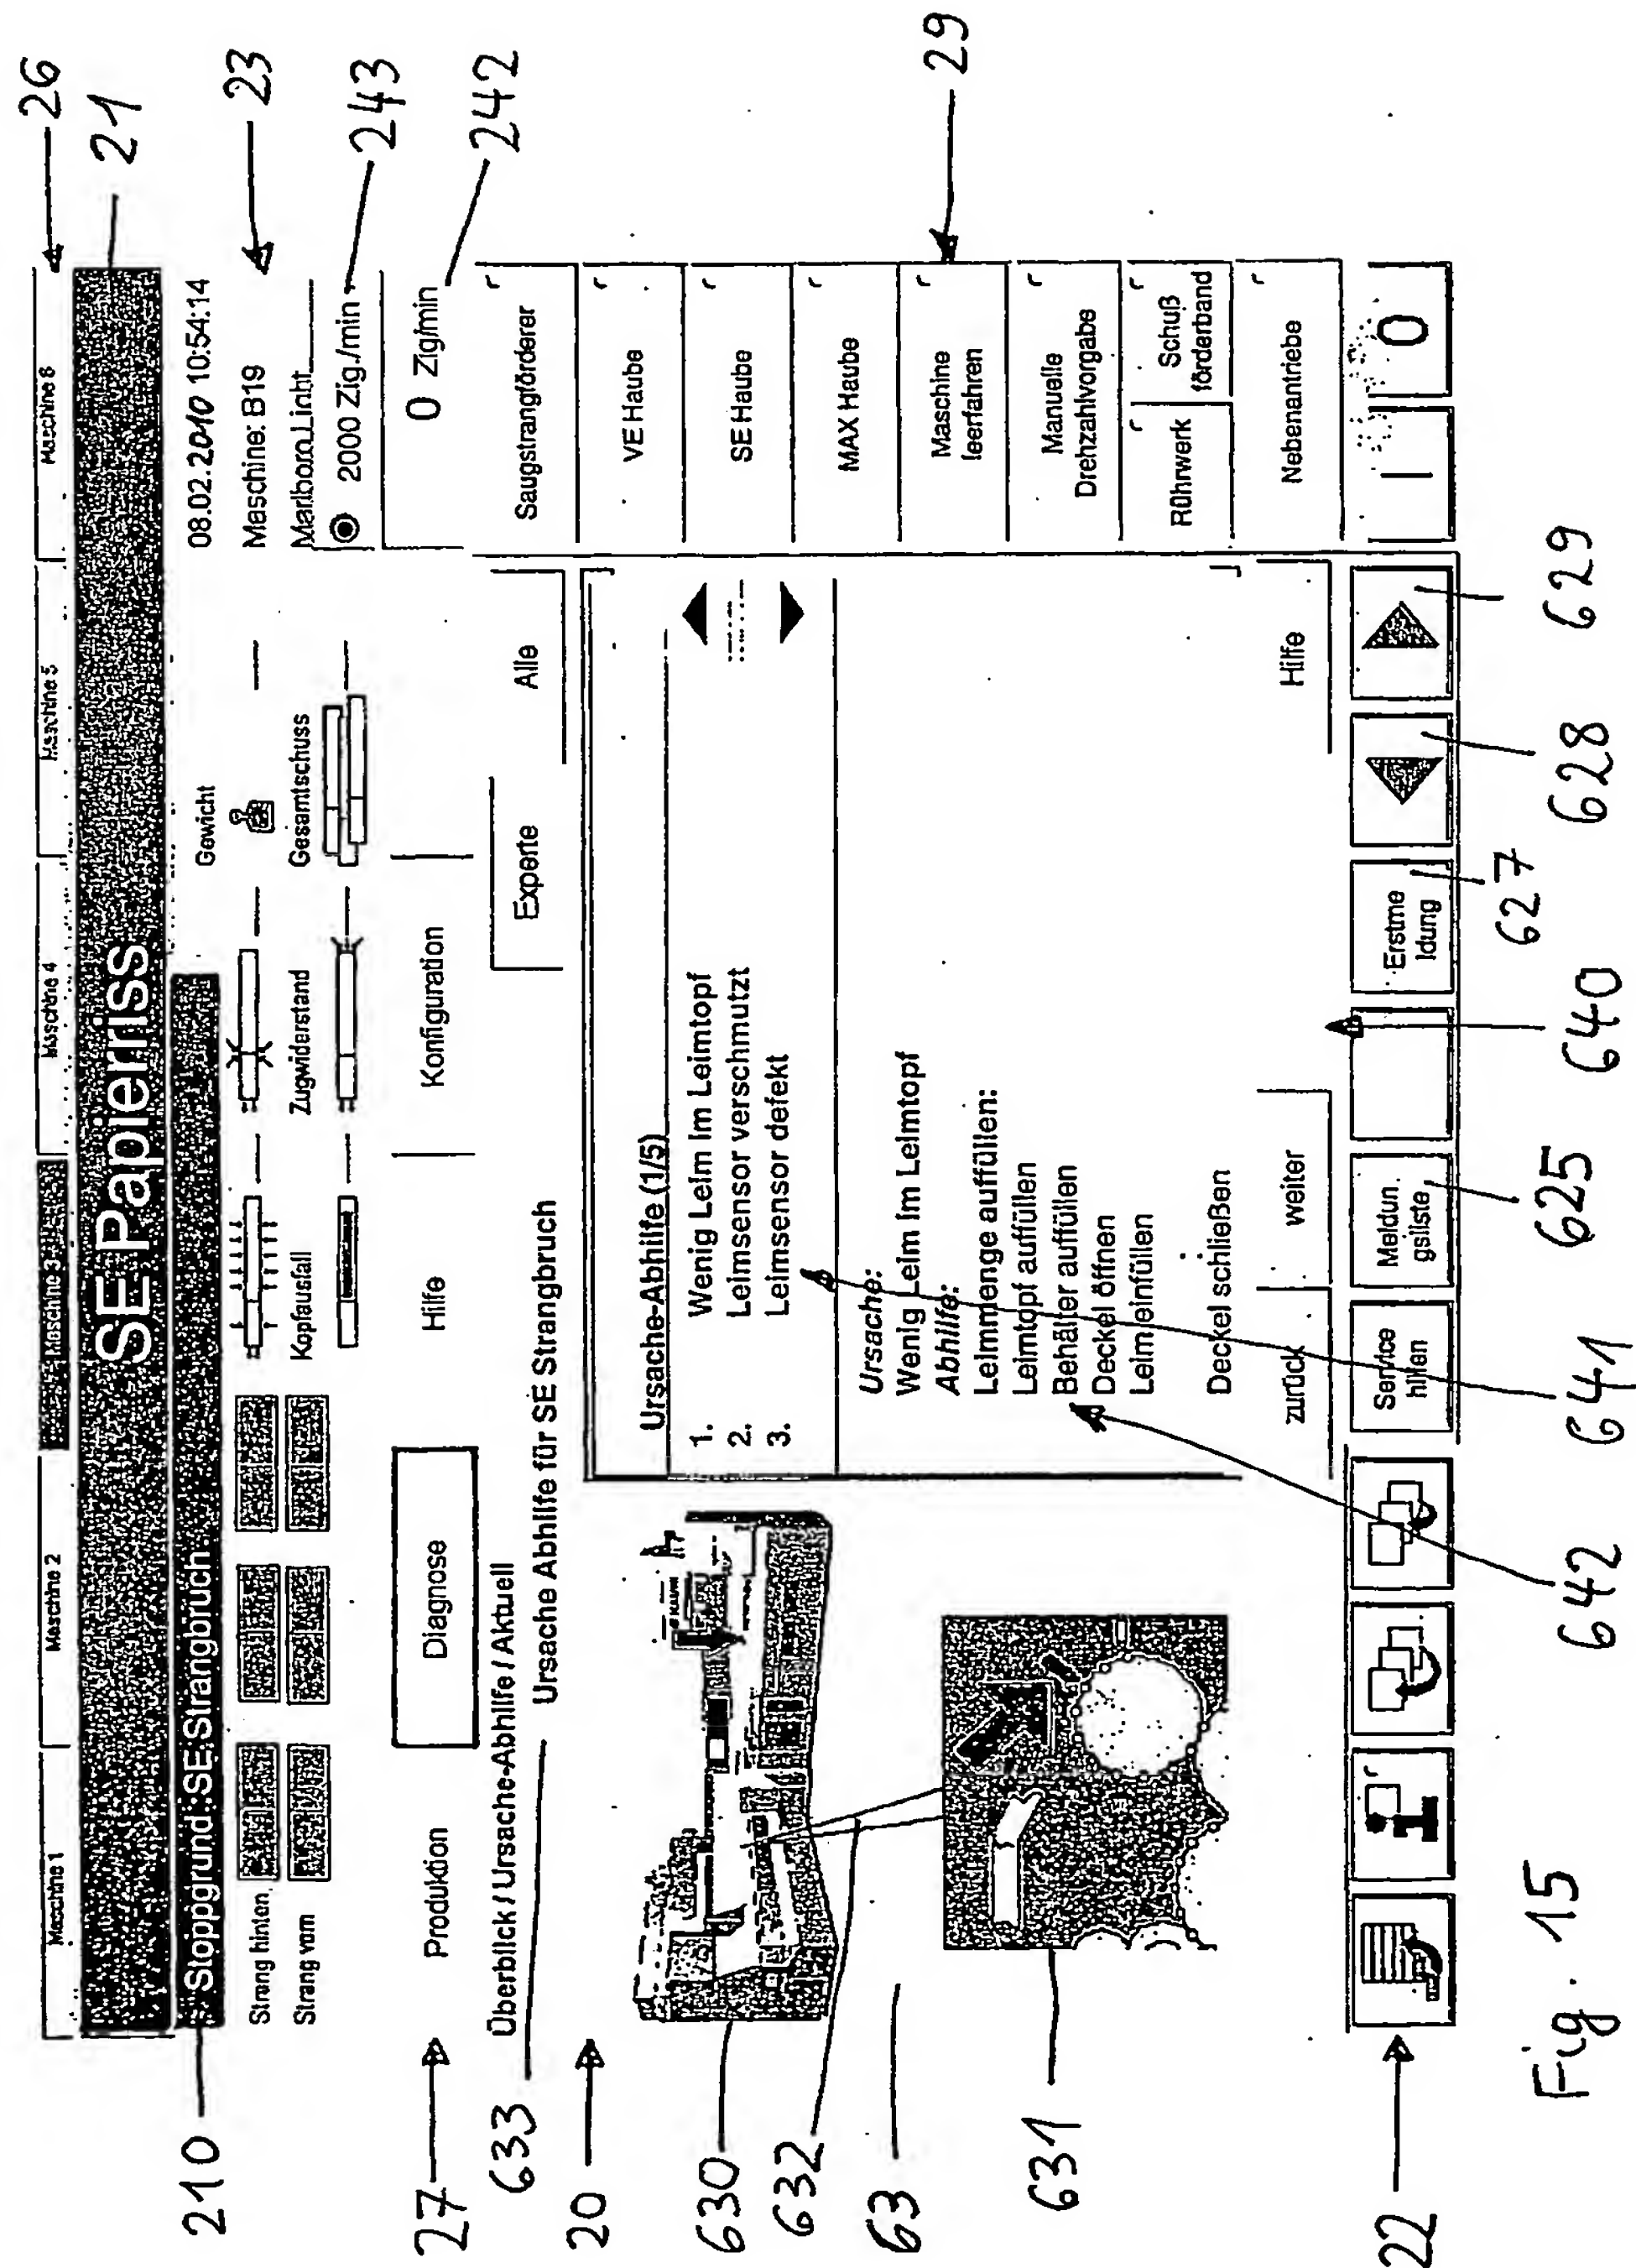 26
Maschine 1 Maschine 2 Maschine 3 Maschine 4 Maschine 5 Maschine 6
21
SE Papierriss
210
Stoppgrund: SE Strangbruch
08.02.2010 10:54:14
23
Strang hinten
Gewicht
Maschine: B19
Strang vorn
Kopfausfall
Zugwiderstand
Gesamtschuss
243
2000 Zig./min
27
Produktion Diagnose Hilfe Konfiguration
0 Zig/min
242
633
Überblick / Ursache-Abhilfe / Aktuell
Experte Alle
Ursache Abhilfe für SE Strangbruch
20
Saugstrangförderer
VE Haube
SE Haube
MAX Haube
Maschine
leerfahren
29
Manuelle
Drehzahlvorgabe
Rührwerk
Schuß
förderband
Nebenantriebe
Ursache-Abhilfe (1/5)
1. Wenig Leim im Leimtopf
2. Leimsensor verschmutzt
3. Leimsensor defekt
Ursache:
Wenig Leim im Leimtopf
Abhilfe:
Leimmenge auffüllen:
Leimtopf auffüllen
Behälter auffüllen
Deckel öffnen
Leim einfüllen
Deckel schließen
630
632
63
631
zurück weiter Hilfe
22
Service
hilfen
Meldun
gsliste
Erstme
ldung
I 0
642 641 625 640 627 628 629
Fig. 15